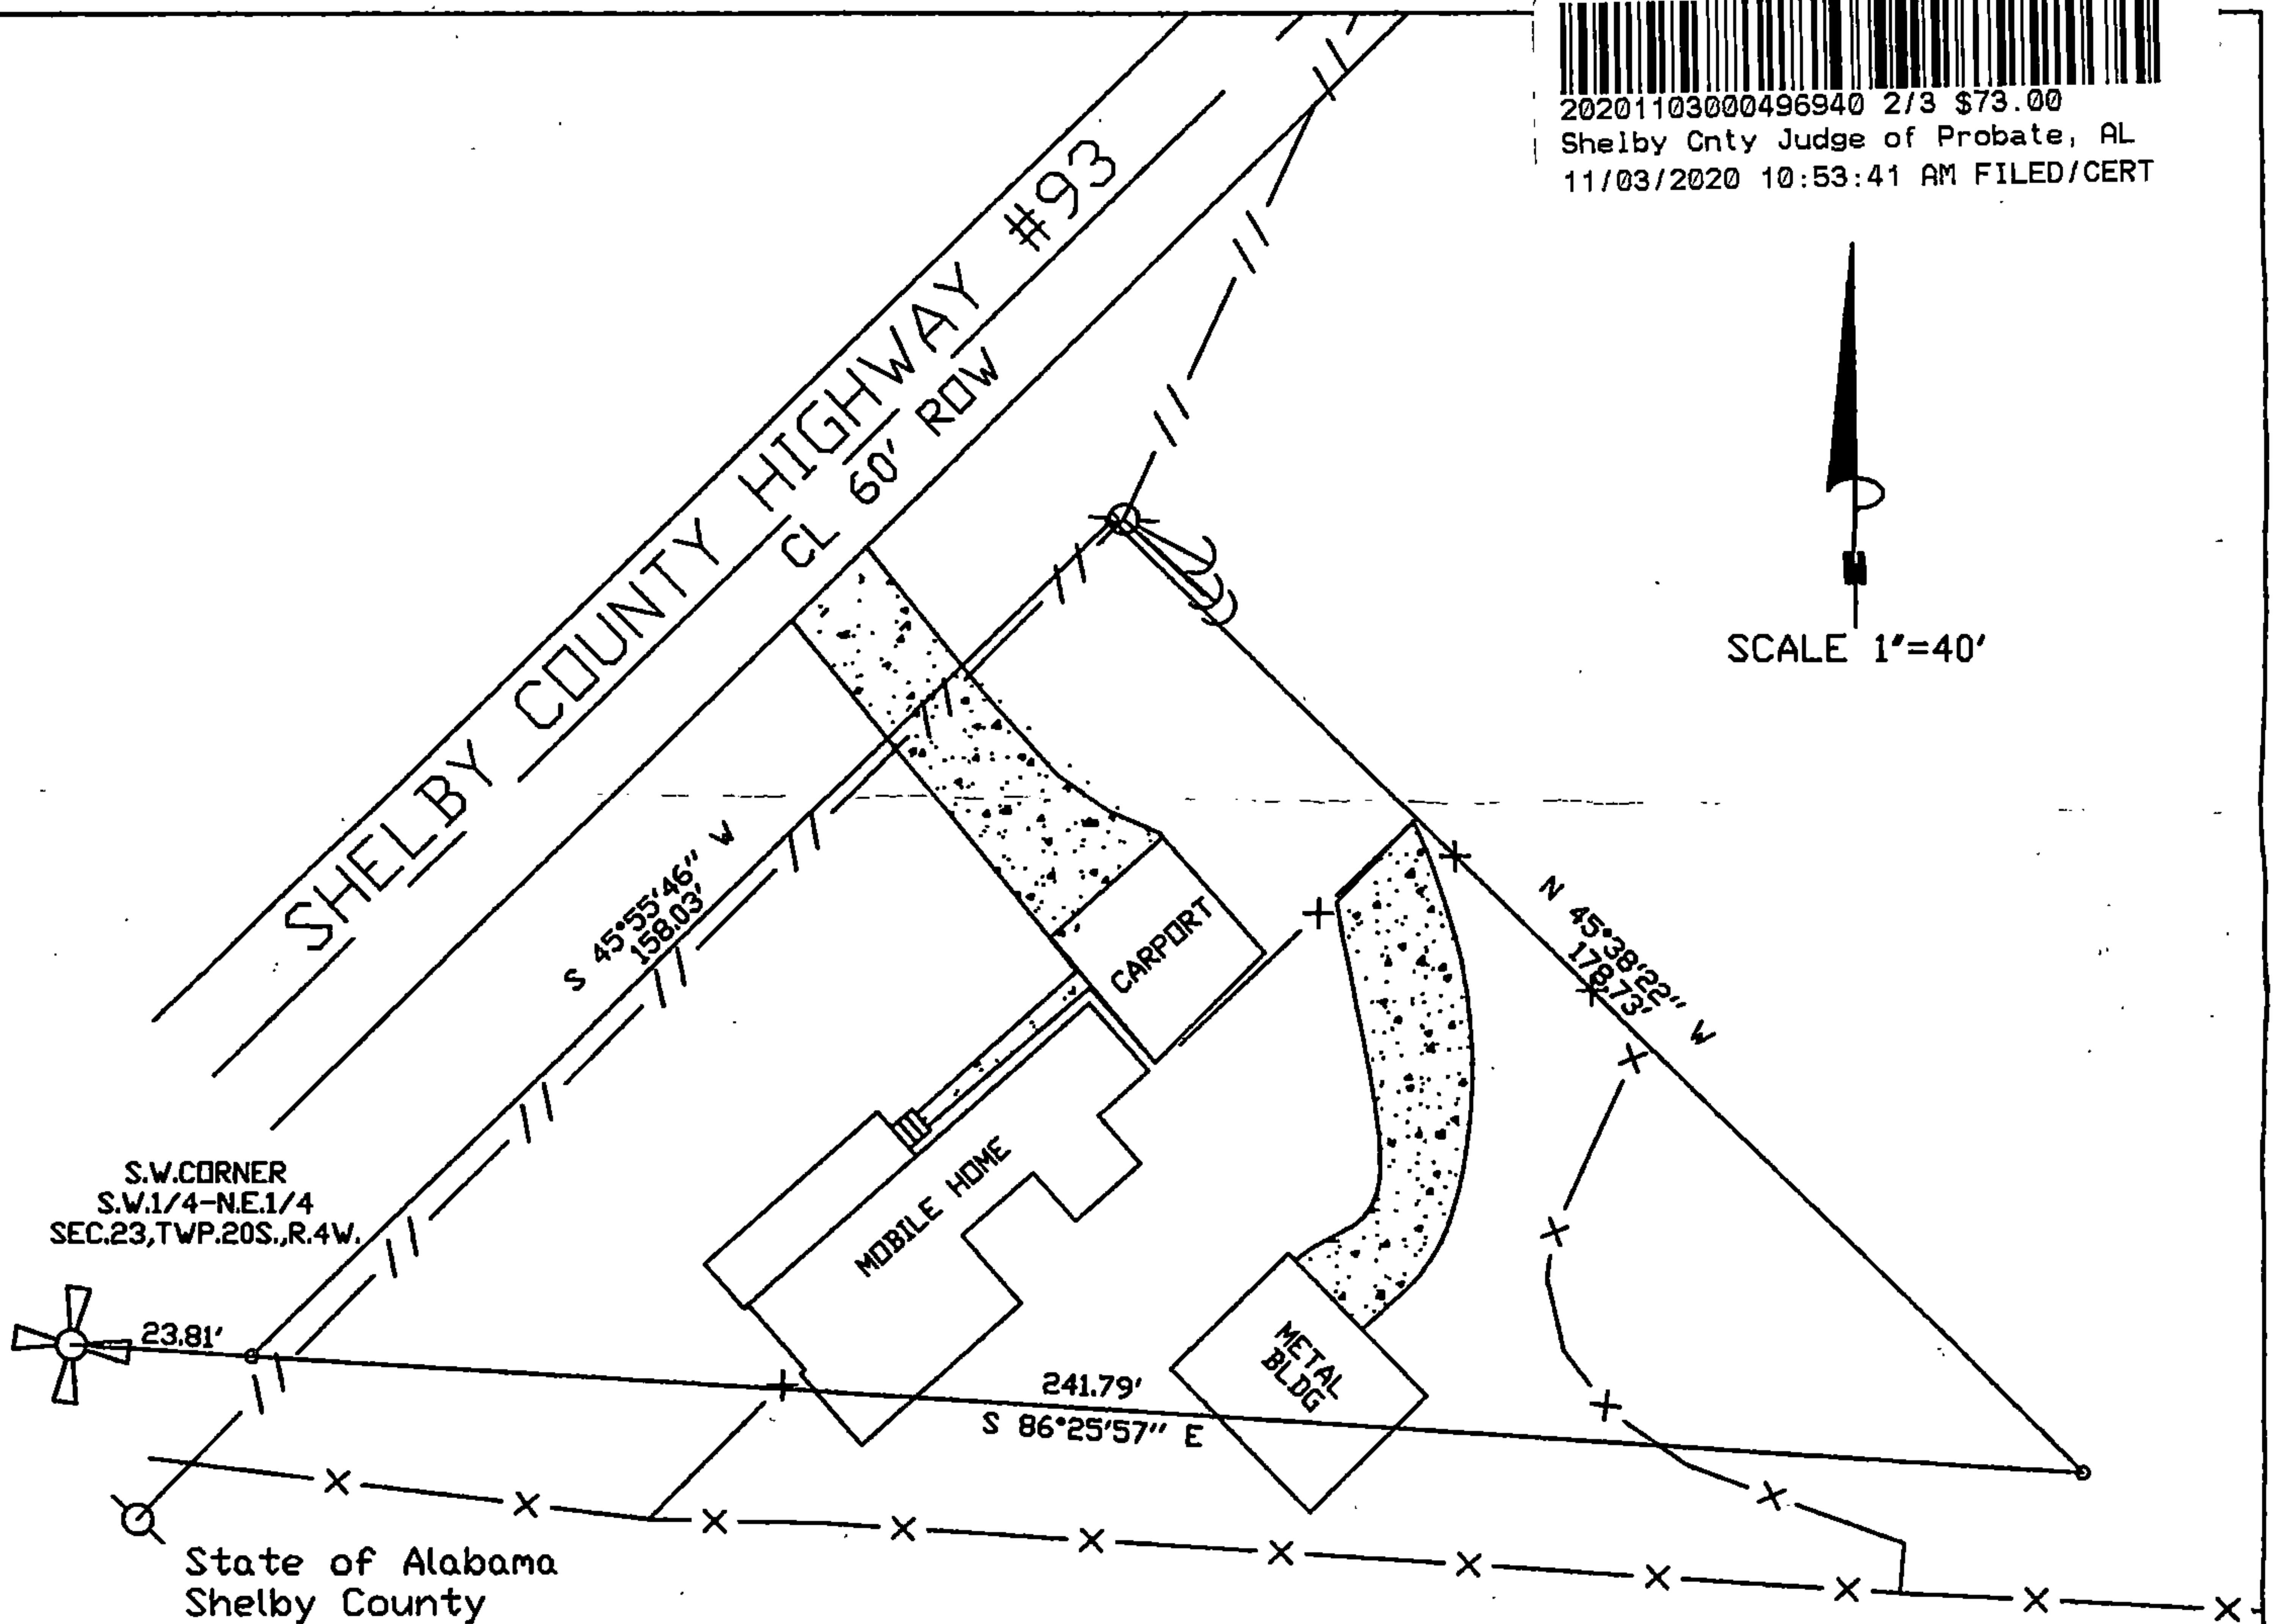 20201103000496940 2/3 $73.00
Shelby Cnty Judge of Probate, AL
11/03/2020 10:53:41 AM FILED/CERT
SHELBY COUNTY HIGHWAY #93
CL 60' ROW
SCALE 1"=40'
S 45°55'46" W
158.03'
N 45°38'22" W
178.73'
CARPORT
MOBILE HOME
S.W.CORNER
S.W.1/4-N.E.1/4
SEC.23,TWP.20S.,R.4W.
23.81'
METAL
BLDG
241.79'
S 86°25'57" E
State of Alabama
Shelby County